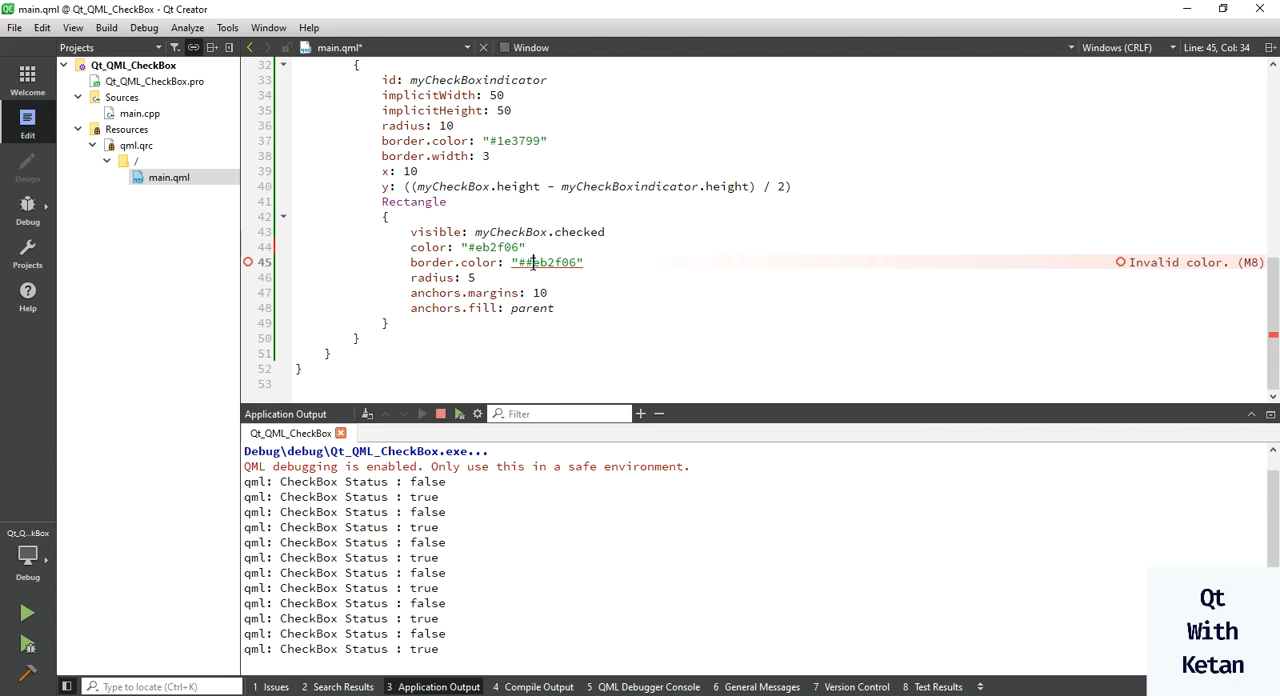 QC main.qml @ Qt_QML_CheckBox - Qt Creator
File Edit View Build Debug Analyze Tools Window Help
Projects main.qml* Window Windows (CRLF) Line: 45, Col: 34
Welcome
Edit
Design
Debug
Projects
Help
Qt_QML_CheckBox
Qt_QML_CheckBox.pro
Sources
main.cpp
Resources
qml.qrc
/
main.qml
32 {
33 id: myCheckBoxindicator
34 implicitWidth: 50
35 implicitHeight: 50
36 radius: 10
37 border.color: "#1e3799"
38 border.width: 3
39 x: 10
40 y: ((myCheckBox.height - myCheckBoxindicator.height) / 2)
41 Rectangle
42 {
43 visible: myCheckBox.checked
44 color: "#eb2f06"
45 border.color: "##eb2f06" Invalid color. (M8)
46 radius: 5
47 anchors.margins: 10
48 anchors.fill: parent
49 }
50 }
51 }
52 }
53
Application Output Filter
Qt_QML_CheckBox
Debug\debug\Qt_QML_CheckBox.exe...
QML debugging is enabled. Only use this in a safe environment.
qml: CheckBox Status : false
qml: CheckBox Status : true
qml: CheckBox Status : false
qml: CheckBox Status : true
qml: CheckBox Status : false
qml: CheckBox Status : true
qml: CheckBox Status : false
qml: CheckBox Status : true
qml: CheckBox Status : false
qml: CheckBox Status : true
qml: CheckBox Status : false
qml: CheckBox Status : true
Qt_Q...kBox
Debug
Qt
With
Ketan
Type to locate (Ctrl+K) 1 Issues 2 Search Results 3 Application Output 4 Compile Output 5 QML Debugger Console 6 General Messages 7 Version Control 8 Test Results